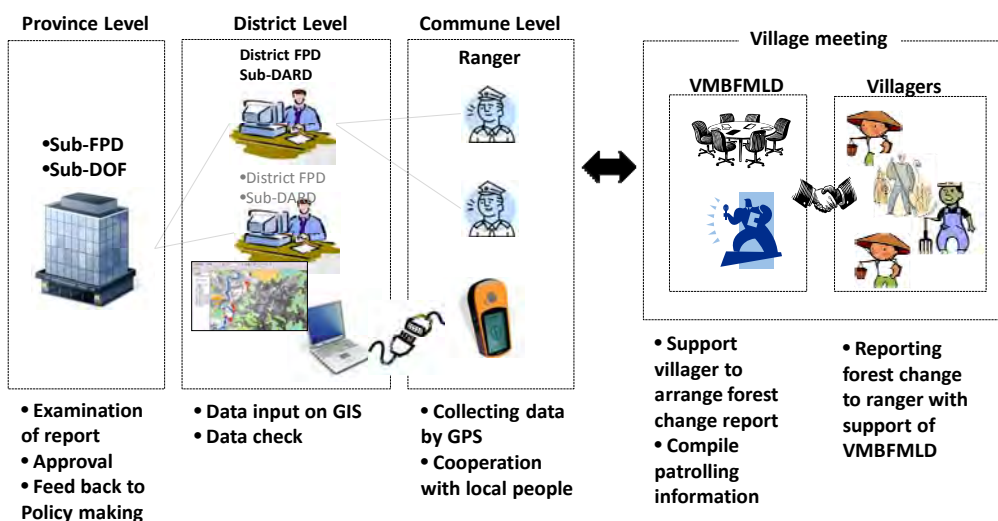 Province Level
•Sub-FPD
•Sub-DOF
• Examination
of report
• Approval
• Feed back to
Policy making
District Level
District FPD
Sub-DARD
•District FPD
•Sub-DARD
• Data input on GIS
• Data check
Commune Level
Ranger
• Collecting data
by GPS
• Cooperation
with local people
Village meeting
VMBFMLD
• Support
villager to
arrange forest
change report
• Compile
patrolling
information
Villagers
• Reporting
forest change
to ranger with
support of
VMBFMLD